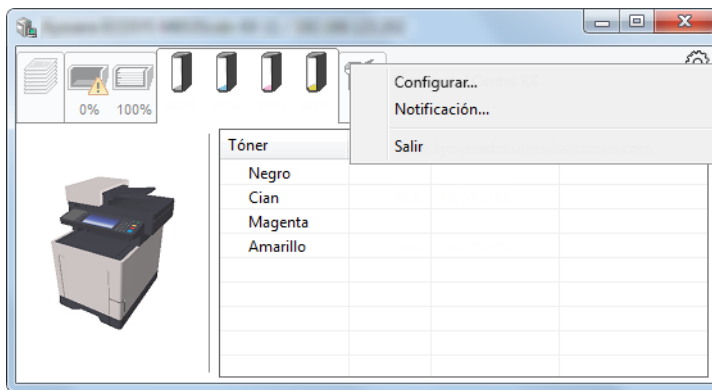 0% 100%
Configurar...
Notificación...
Salir
Tóner
Negro
Cian
Magenta
Amarillo